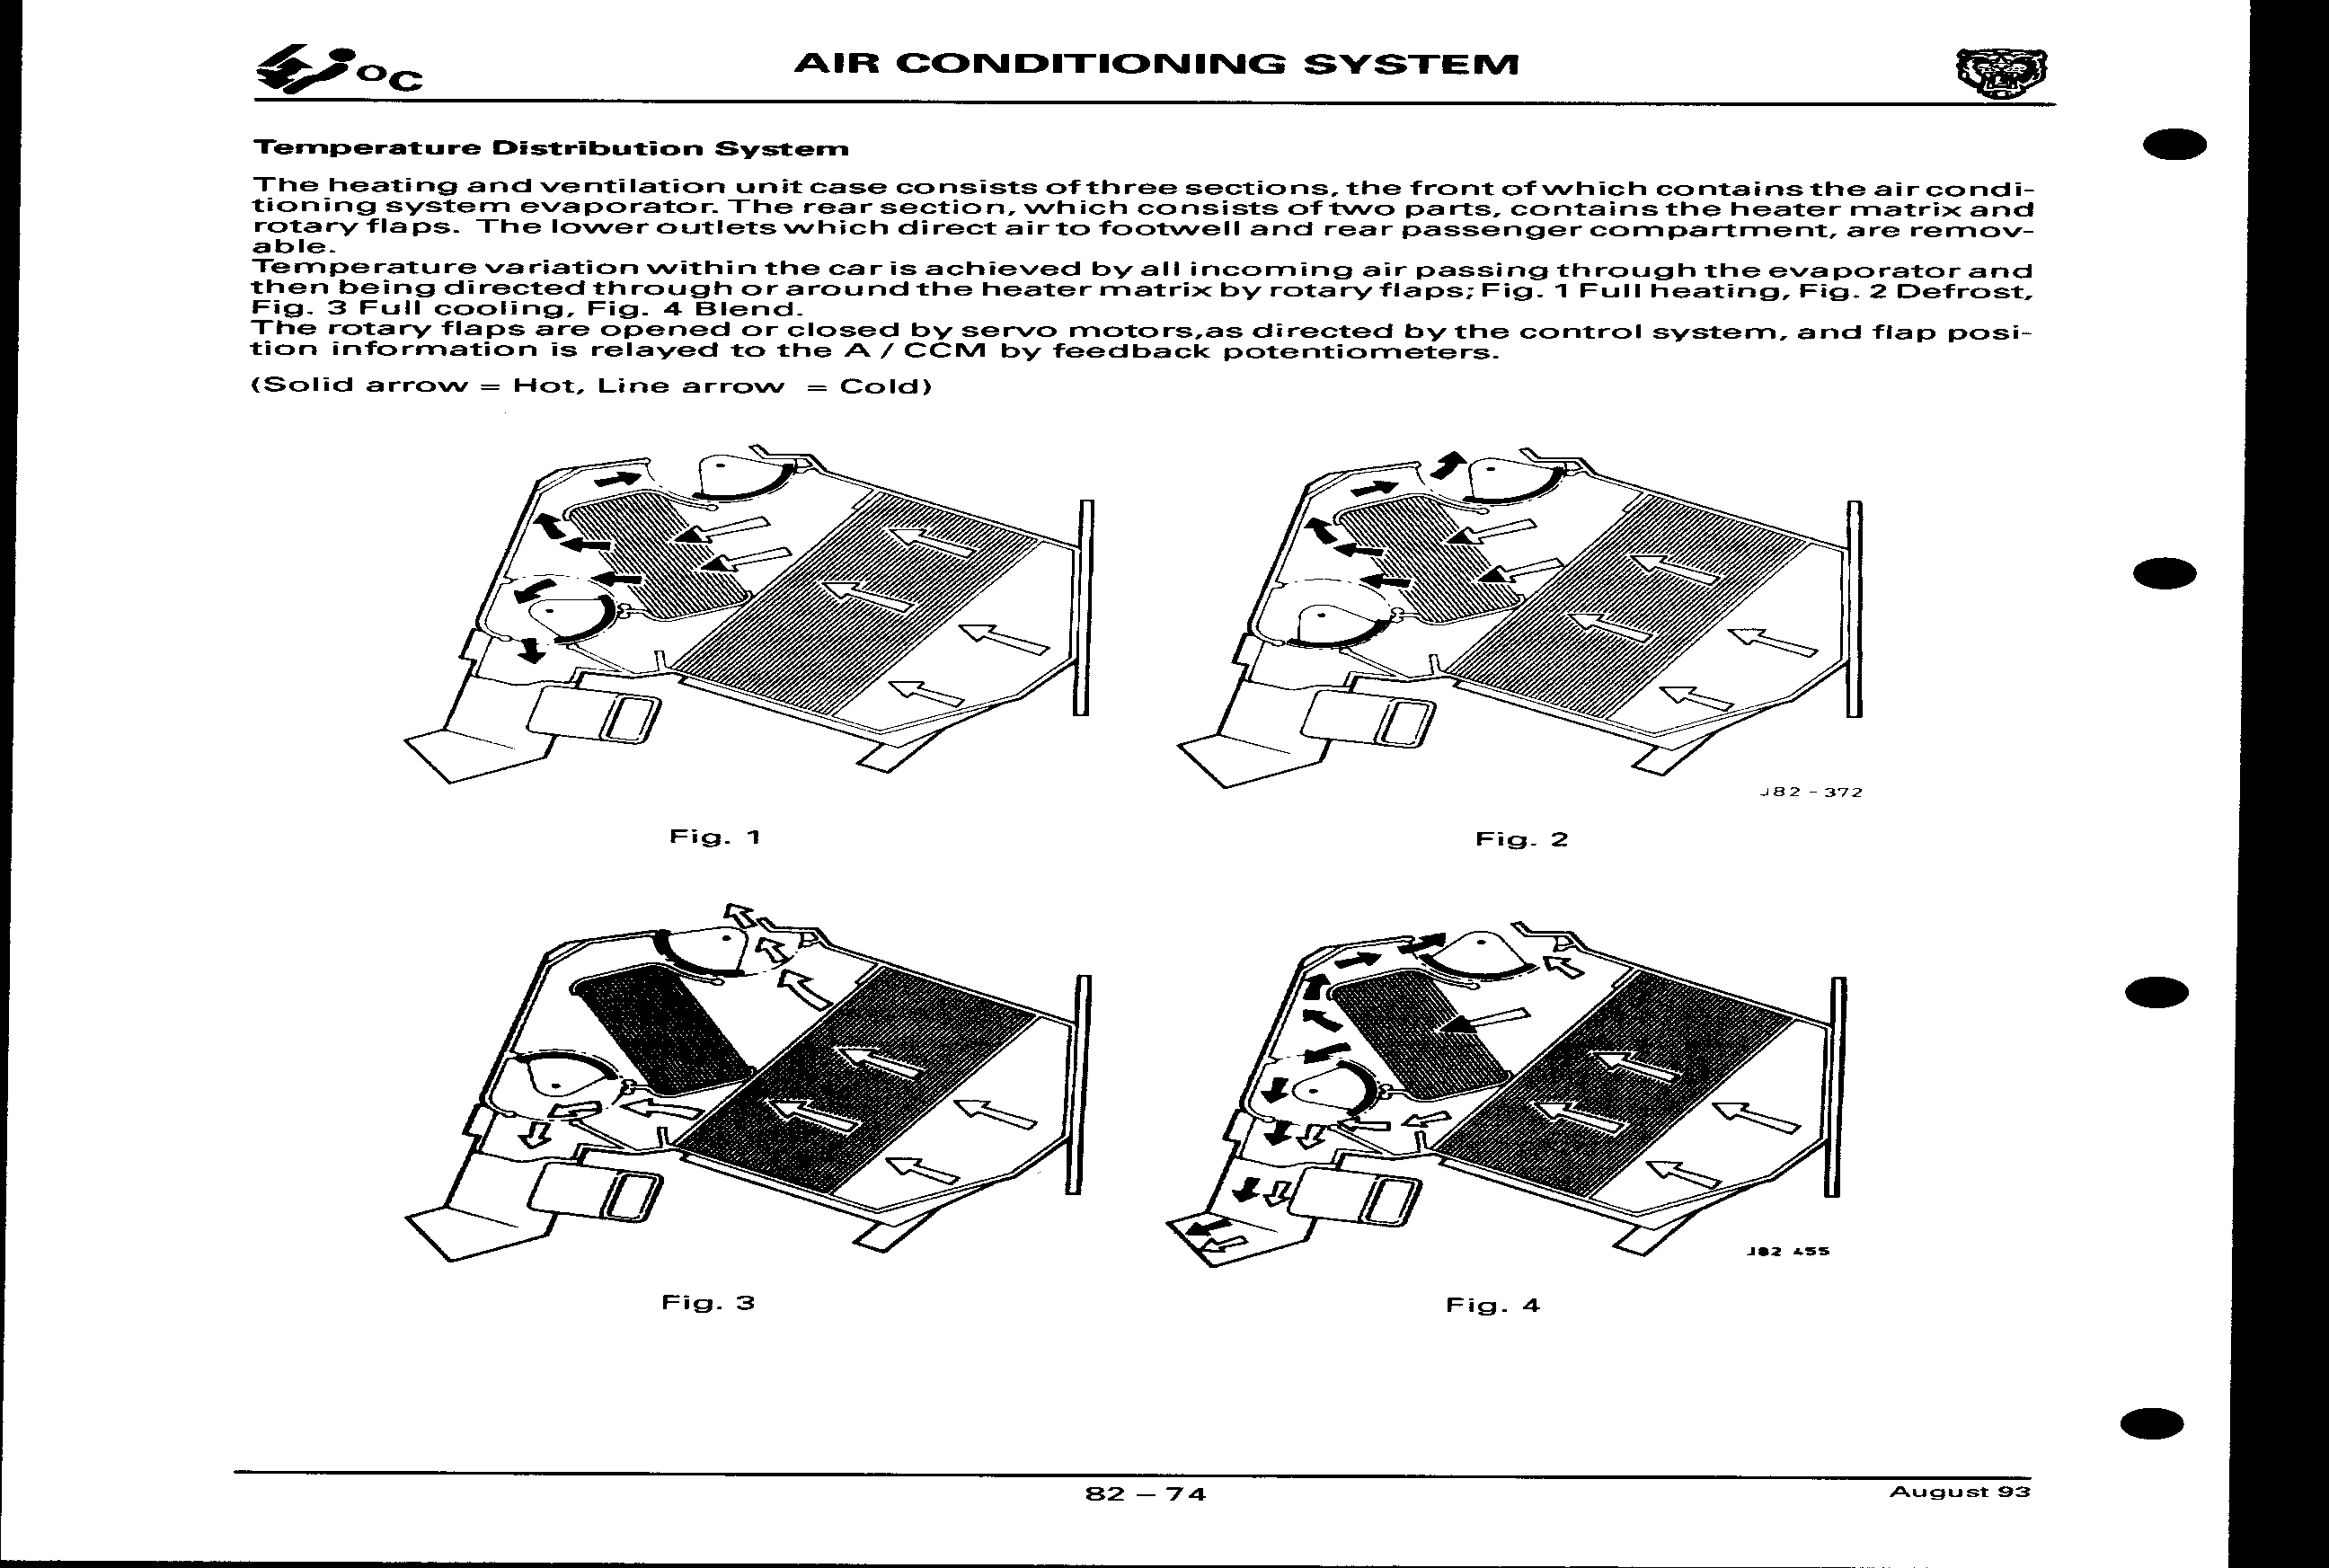 °C
AIR CONDITIONING SYSTEM
Temperature Distribution System
The heating and ventilation unit case consists of three sections, the front of which contains the air condi-
tioning system evaporator. The rear section, which consists of two parts, contains the heater matrix and
rotary flaps. The lower outlets which direct air to footwell and rear passenger compartment, are remov-
able.
Temperature variation within the car is achieved by all incoming air passing through the evaporator and
then being directed through or around the heater matrix by rotary flaps; Fig. 1 Full heating, Fig. 2 Defrost,
Fig. 3 Full cooling, Fig. 4 Blend.
The rotary flaps are opened or closed by servo motors,as directed by the control system, and flap posi-
tion information is relayed to the A / CCM by feedback potentiometers.
(Solid arrow = Hot, Line arrow = Cold)
J82 - 372
Fig. 1
Fig. 2
J82 455
Fig. 3
Fig. 4
82 – 74
August 93